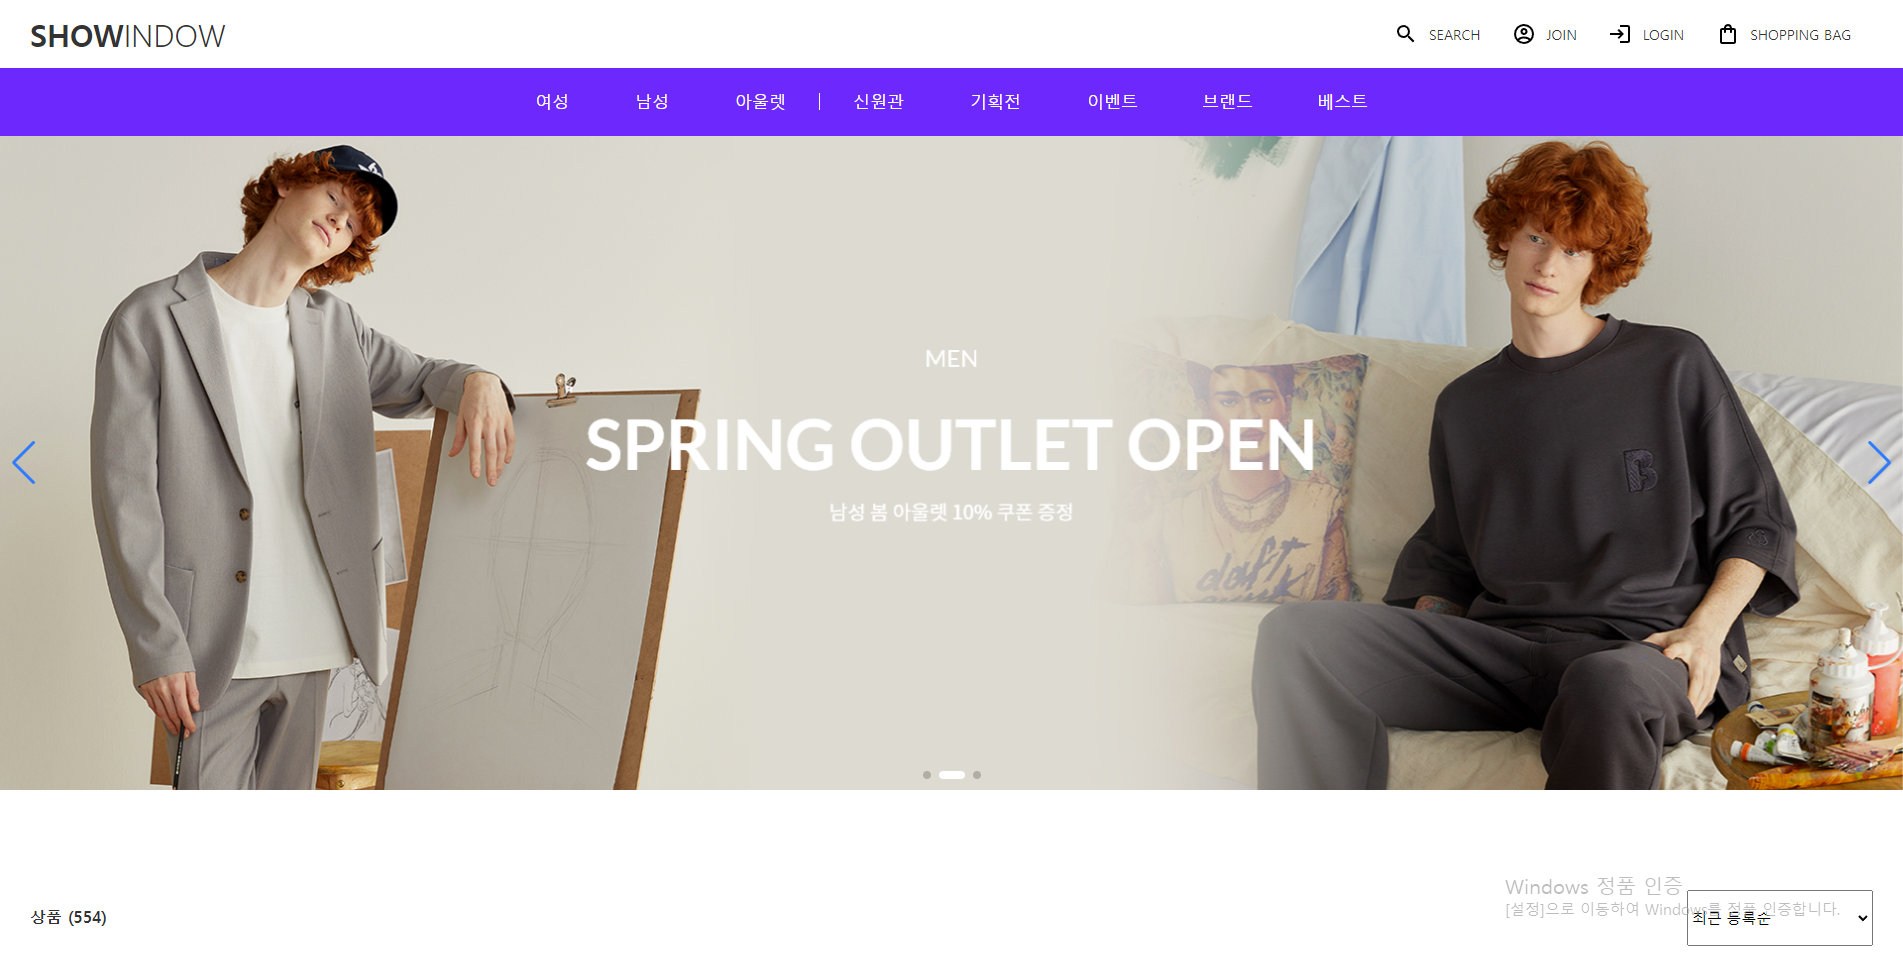 SHOWINDOW
SEARCH
JOIN
LOGIN
SHOPPING BAG
여성
남성
아울렛
신원관
기획전
이벤트
브랜드
베스트
MEN
SPRING OUTLET OPEN
남성 봄 아울렛 10% 쿠폰 증정
daft
B
상품 (554)
Windows 정품 인증
[설정]으로 이동하여 Windows를 정품 인증합니다.
최근 등록순